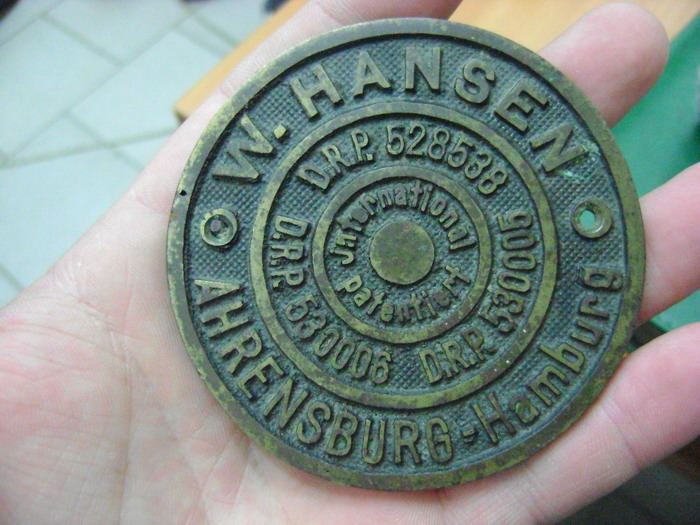 W. HANSEN
AHRENSBURG-Hamburg
D.R.P. 528538
D.R.P. 530006
D.R.P. 530005
International
patentiert